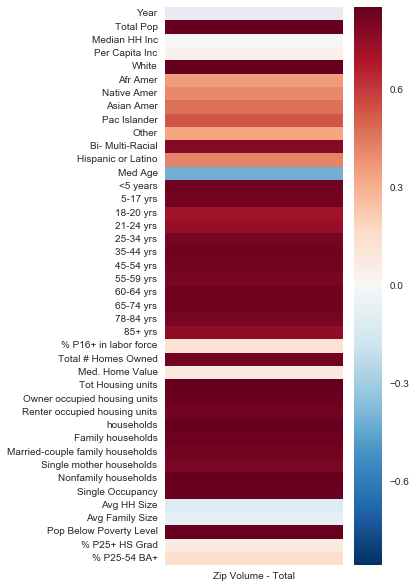 Year
Total Pop
Median HH Inc
Per Capita Inc
White
Afr Amer
Native Amer
Asian Amer
Pac Islander
Other
Bi- Multi-Racial
Hispanic or Latino
Med Age
<5 years
5-17 yrs
18-20 yrs
21-24 yrs
25-34 yrs
35-44 yrs
45-54 yrs
55-59 yrs
60-64 yrs
65-74 yrs
78-84 yrs
85+ yrs
% P16+ in labor force
Total # Homes Owned
Med. Home Value
Tot Housing units
Owner occupied housing units
Renter occupied housing units
households
Family households
Married-couple family households
Single mother households
Nonfamily households
Single Occupancy
Avg HH Size
Avg Family Size
Pop Below Poverty Level
% P25+ HS Grad
% P25-54 BA+
Zip Volume - Total
0.6
0.3
0.0
−0.3
−0.6